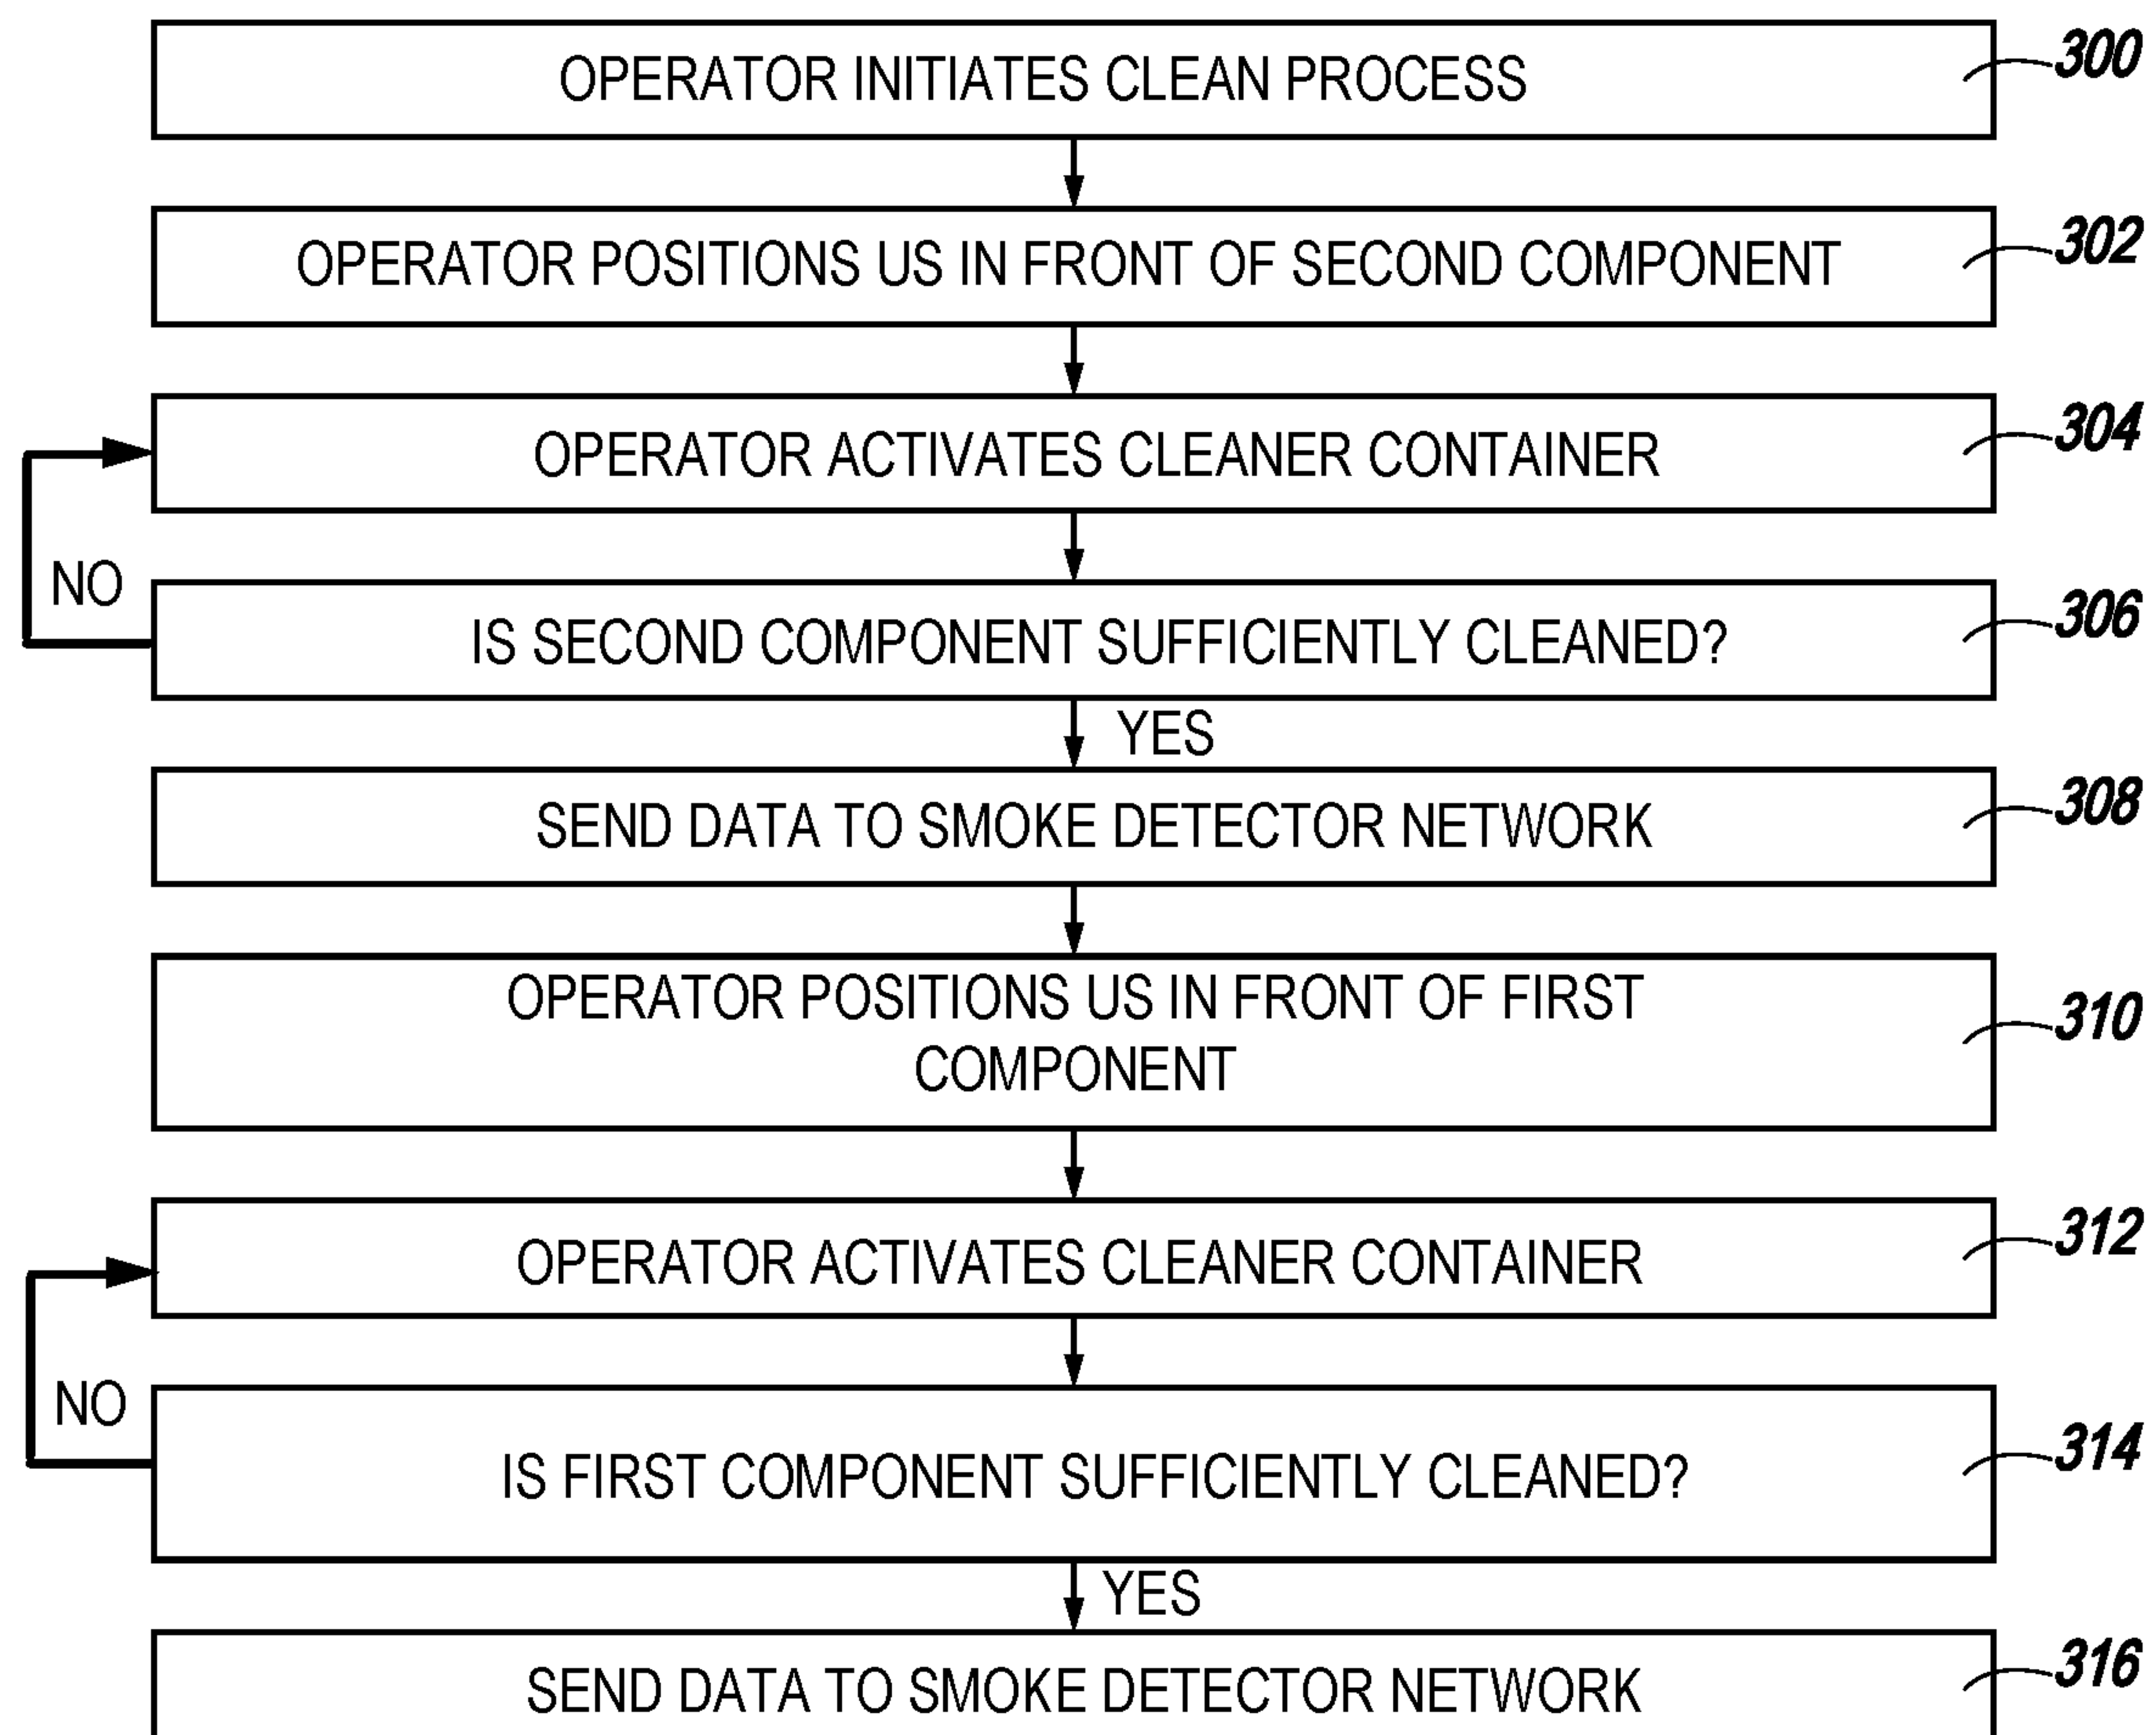 OPERATOR INITIATES CLEAN PROCESS
300
OPERATOR POSITIONS US IN FRONT OF SECOND COMPONENT
302
OPERATOR ACTIVATES CLEANER CONTAINER
304
NO
IS SECOND COMPONENT SUFFICIENTLY CLEANED?
306
YES
SEND DATA TO SMOKE DETECTOR NETWORK
308
OPERATOR POSITIONS US IN FRONT OF FIRST
COMPONENT
310
OPERATOR ACTIVATES CLEANER CONTAINER
312
NO
IS FIRST COMPONENT SUFFICIENTLY CLEANED?
314
YES
SEND DATA TO SMOKE DETECTOR NETWORK
316